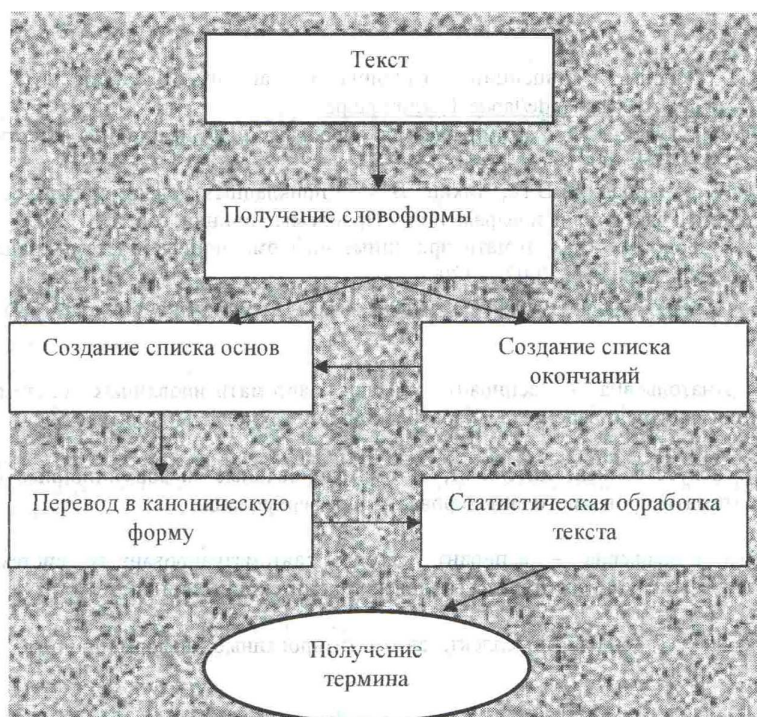 Текст
Получение словоформы
Создание списка основ
Создание списка
окончаний
Перевод в каноническую
форму
Статистическая обработка
текста
Получение
термина